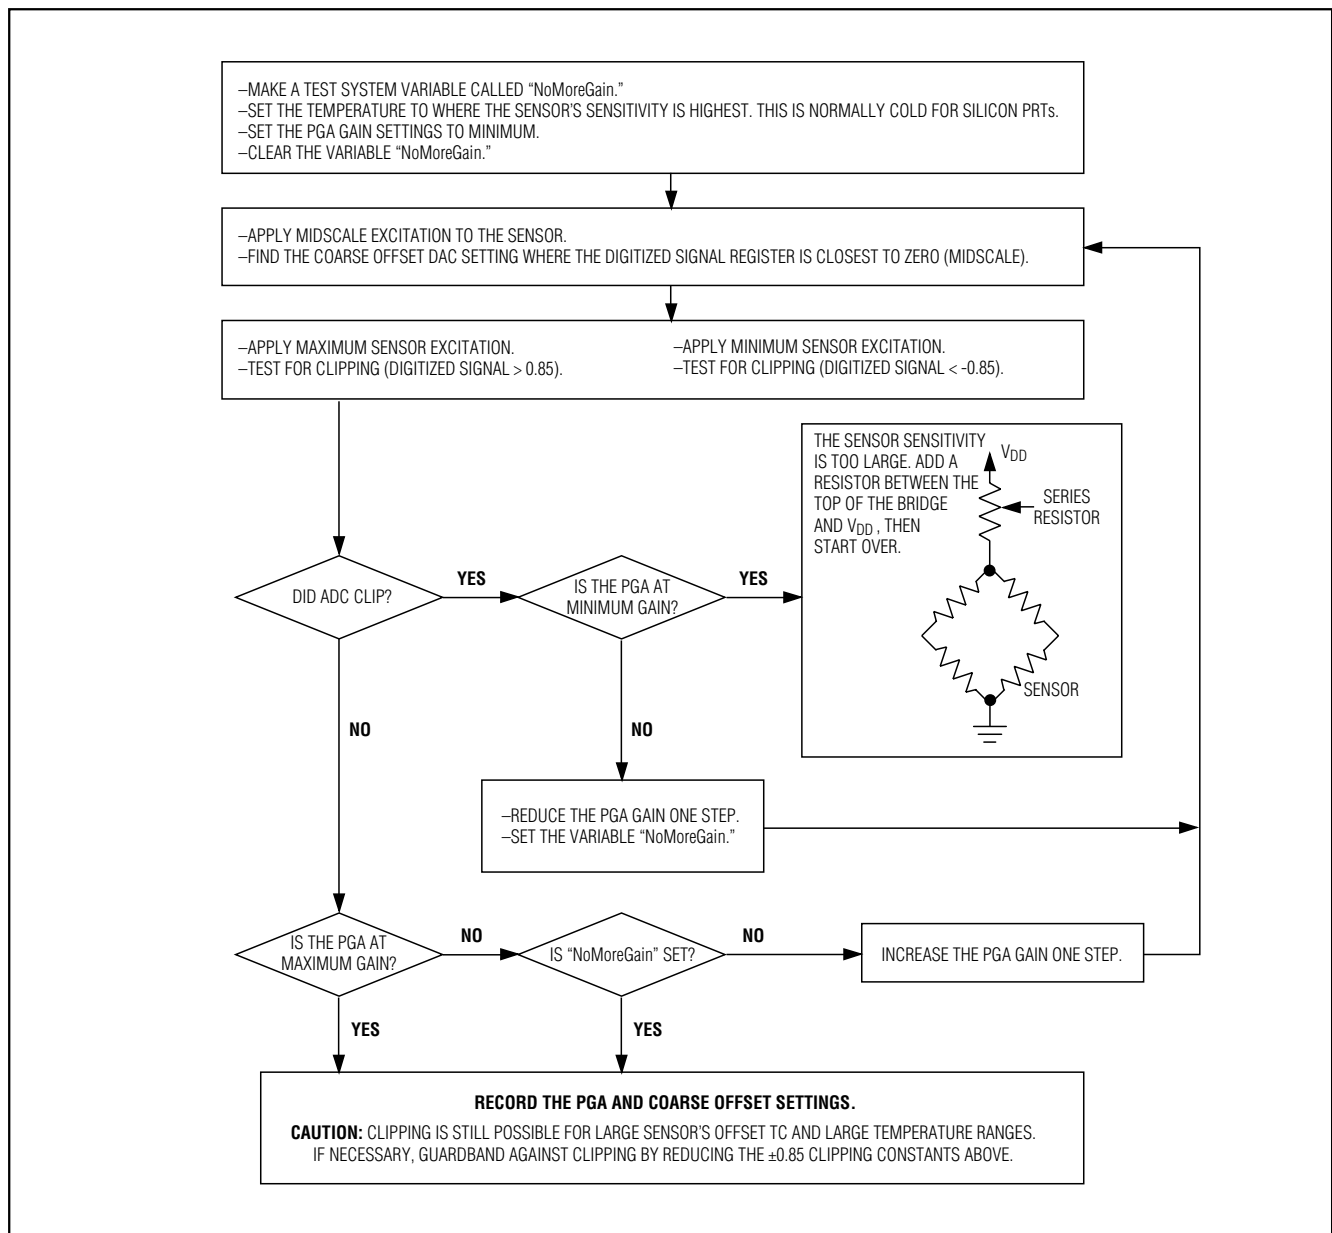 –MAKE A TEST SYSTEM VARIABLE CALLED “NoMoreGain.”
–SET THE TEMPERATURE TO WHERE THE SENSOR’S SENSITIVITY IS HIGHEST. THIS IS NORMALLY COLD FOR SILICON PRTs.
–SET THE PGA GAIN SETTINGS TO MINIMUM.
–CLEAR THE VARIABLE “NoMoreGain.”
–APPLY MIDSCALE EXCITATION TO THE SENSOR.
–FIND THE COARSE OFFSET DAC SETTING WHERE THE DIGITIZED SIGNAL REGISTER IS CLOSEST TO ZERO (MIDSCALE).
–APPLY MAXIMUM SENSOR EXCITATION.
–TEST FOR CLIPPING (DIGITIZED SIGNAL > 0.85).
–APPLY MINIMUM SENSOR EXCITATION.
–TEST FOR CLIPPING (DIGITIZED SIGNAL < -0.85).
THE SENSOR SENSITIVITY
IS TOO LARGE. ADD A
RESISTOR BETWEEN THE
TOP OF THE BRIDGE
AND VDD , THEN
START OVER.
VDD
SERIES
RESISTOR
SENSOR
DID ADC CLIP?
YES
IS THE PGA AT
MINIMUM GAIN?
YES
NO
NO
–REDUCE THE PGA GAIN ONE STEP.
–SET THE VARIABLE “NoMoreGain.”
IS THE PGA AT
MAXIMUM GAIN?
NO
IS “NoMoreGain” SET?
NO
INCREASE THE PGA GAIN ONE STEP.
YES
YES
RECORD THE PGA AND COARSE OFFSET SETTINGS.
CAUTION: CLIPPING IS STILL POSSIBLE FOR LARGE SENSOR’S OFFSET TC AND LARGE TEMPERATURE RANGES.
IF NECESSARY, GUARDBAND AGAINST CLIPPING BY REDUCING THE ±0.85 CLIPPING CONSTANTS ABOVE.